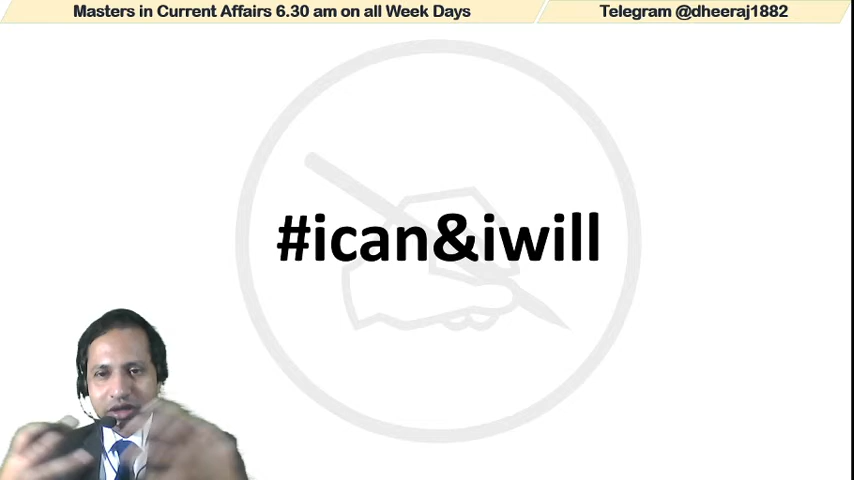 Masters in Current Affairs 6.30 am on all Week Days
Telegram @dheeraj1882
#ican&iwill